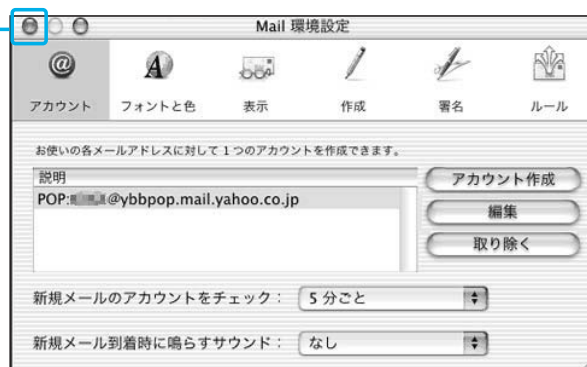 Mail 環境設定
アカウント フォントと色 表示 作成 署名 ルール
お使いの各メールアドレスに対して 1 つのアカウントを作成できます。
説明
アカウント作成
POP: @ybbpop.mail.yahoo.co.jp
編集
取り除く
新規メールのアカウントをチェック： 5 分ごと
新規メール到着時に鳴らすサウンド： なし